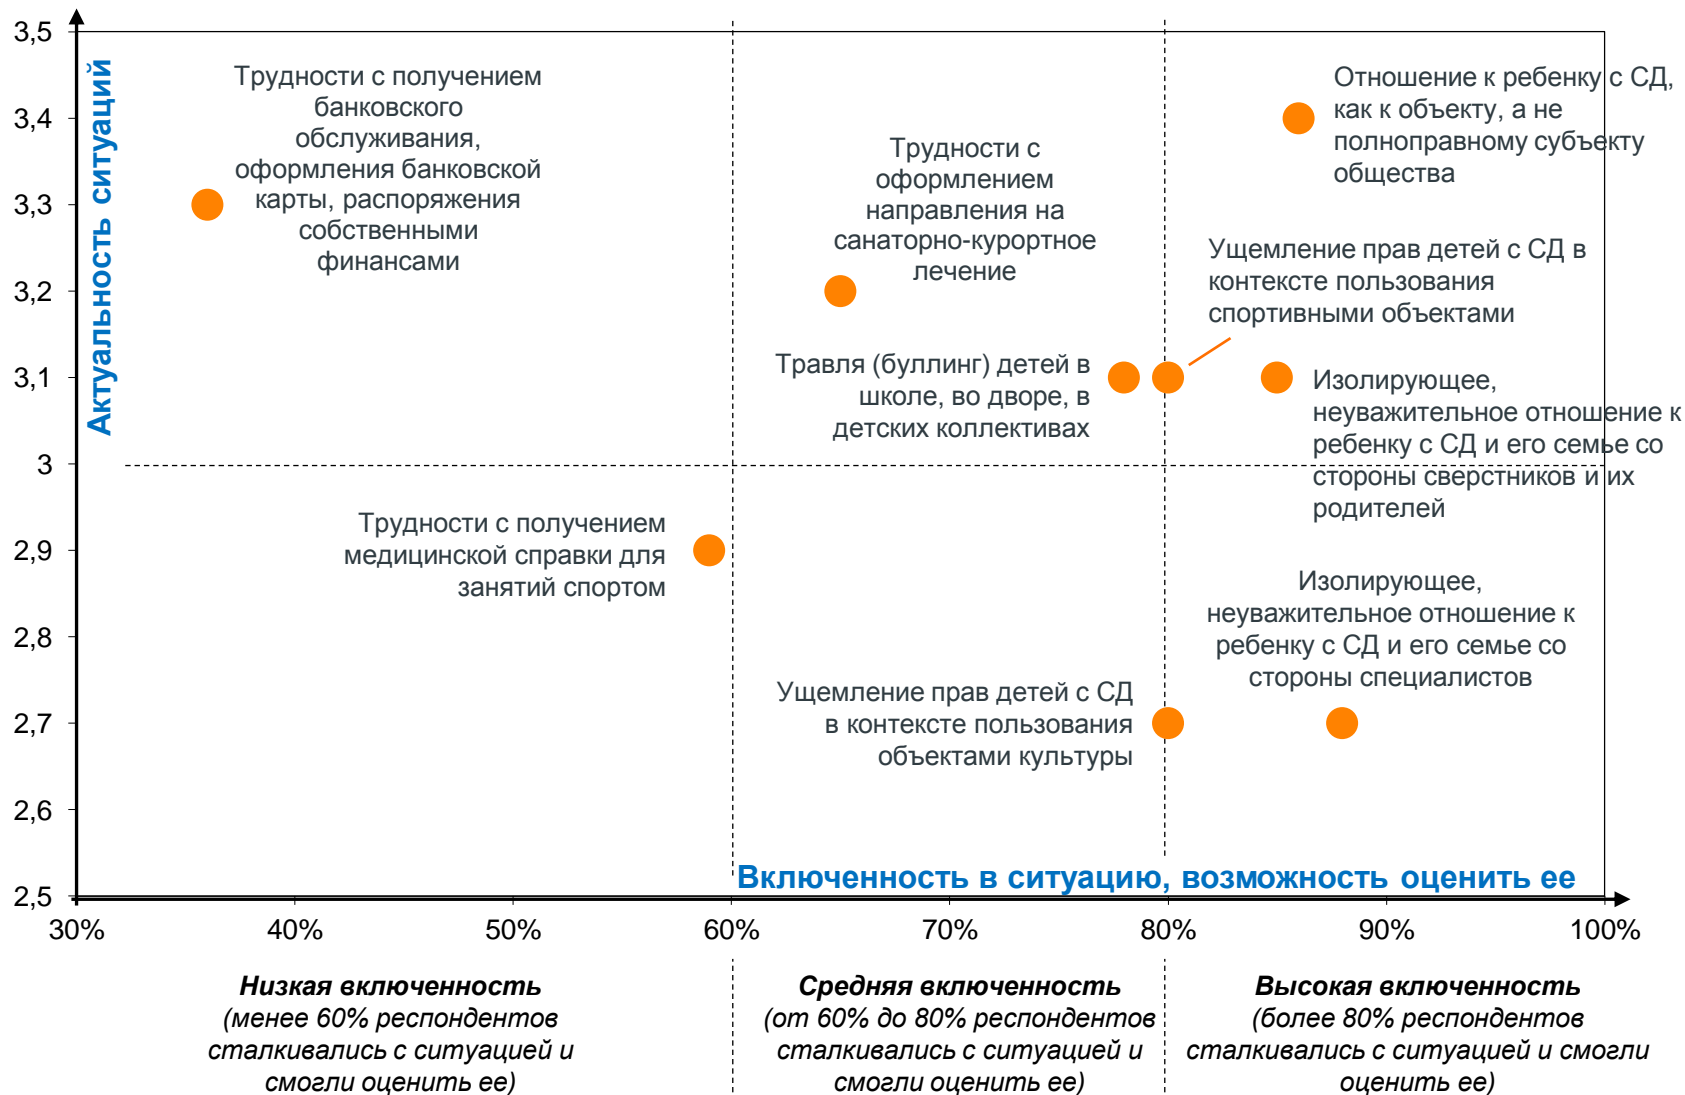 3,5
3,4
3,3
3,2
3,1
3
2,9
2,8
2,7
2,6
2,5
Актуальность ситуаций
Трудности с получением
банковского
обслуживания,
оформления банковской
карты, распоряжения
собственными
финансами
Трудности с
оформлением
направления на
санаторно-курортное
лечение
Отношение к ребенку с СД,
как к объекту, а не
полноправному субъекту
общества
Ущемление прав детей с СД в
контексте пользования
спортивными объектами
Травля (буллинг) детей в
школе, во дворе, в
детских коллективах
Изолирующее,
неуважительное отношение к
ребенку с СД и его семье со
стороны сверстников и их
родителей
Трудности с получением
медицинской справки для
занятий спортом
Изолирующее,
неуважительное отношение к
ребенку с СД и его семье со
стороны специалистов
Ущемление прав детей с СД
в контексте пользования
объектами культуры
Включенность в ситуацию, возможность оценить ее
30% 40% 50% 60% 70% 80% 90% 100%
Низкая включенность
(менее 60% респондентов
сталкивались с ситуацией и
смогли оценить ее)
Средняя включенность
(от 60% до 80% респондентов
сталкивались с ситуацией и
смогли оценить ее)
Высокая включенность
(более 80% респондентов
сталкивались с ситуацией и смогли
оценить ее)